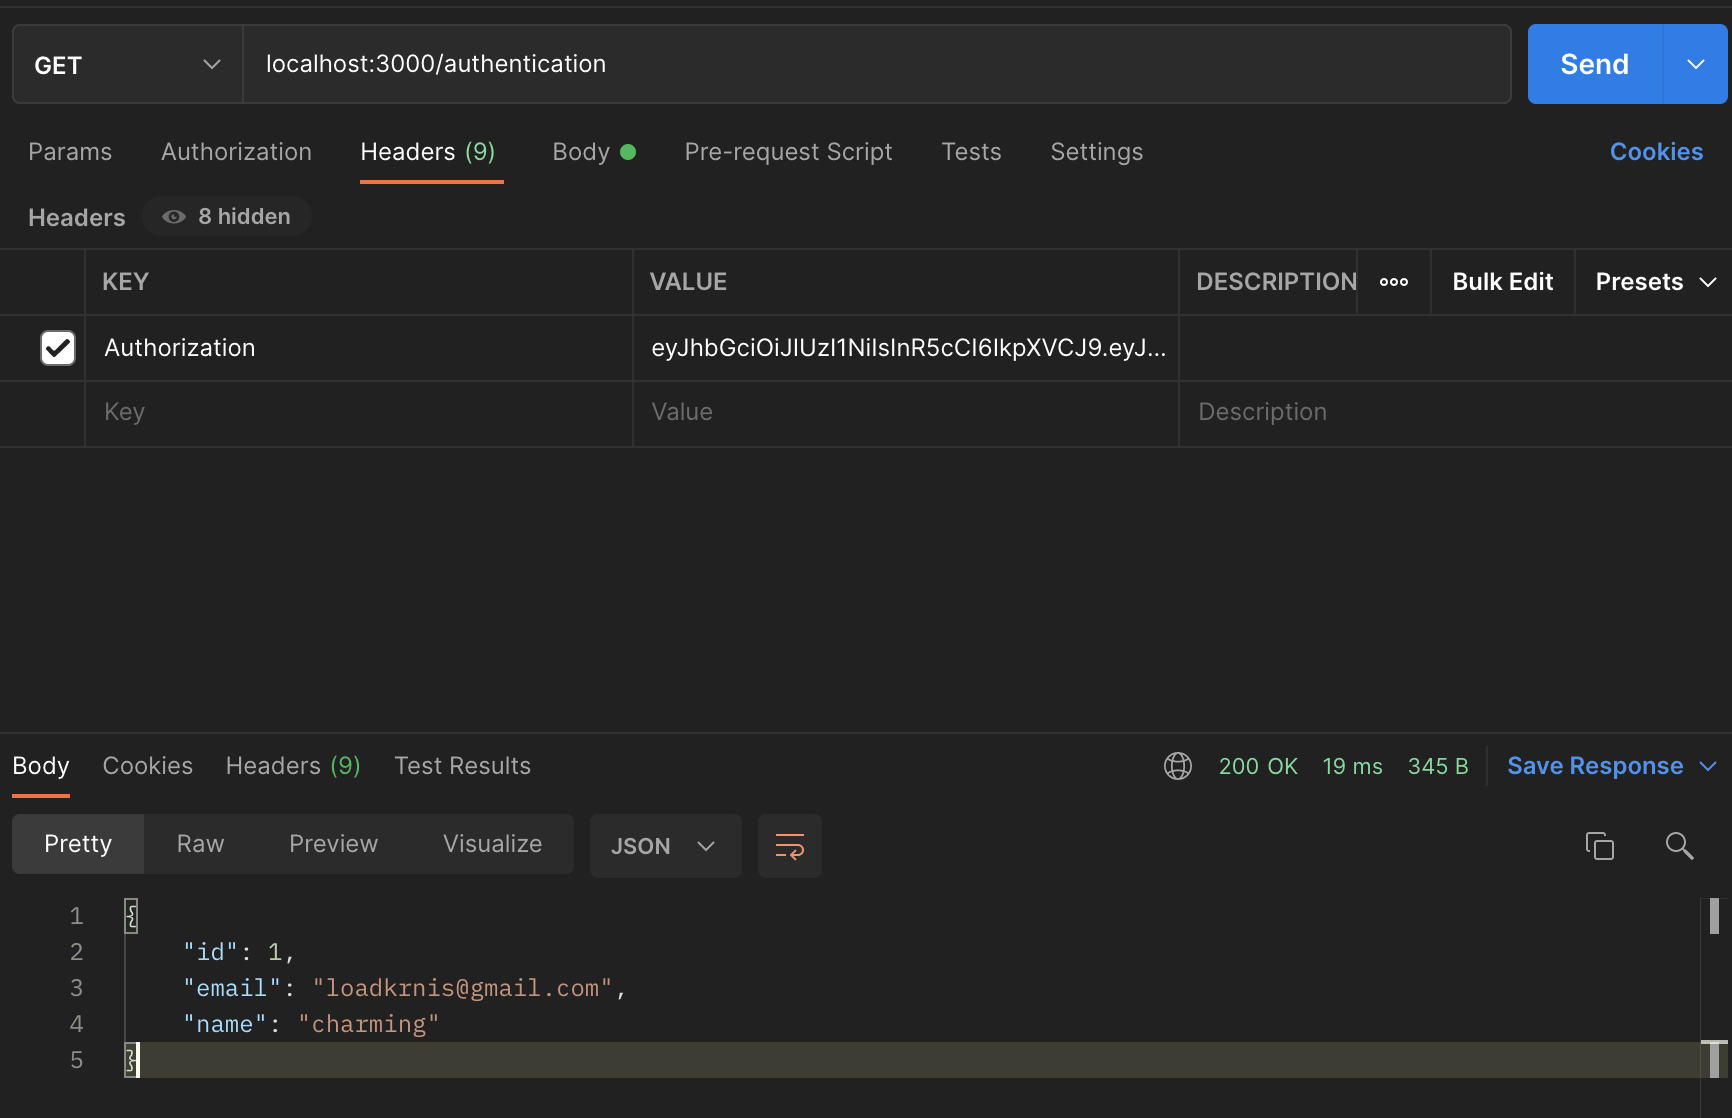 GET localhost:3000/authentication Send
Params Authorization Headers (9) Body Pre-request Script Tests Settings Cookies
Headers 8 hidden
KEY VALUE DESCRIPTION ooo Bulk Edit Presets
Authorization eyJhbGciOiJIUzI1NiIsInR5cCI6IkpXVCJ9.eyJ...
Key Value Description
Body Cookies Headers (9) Test Results 200 OK 19 ms 345 B Save Response
Pretty Raw Preview Visualize JSON
1 {
2 "id": 1,
3 "email": "loadkrnis@gmail.com",
4 "name": "charming"
5 }